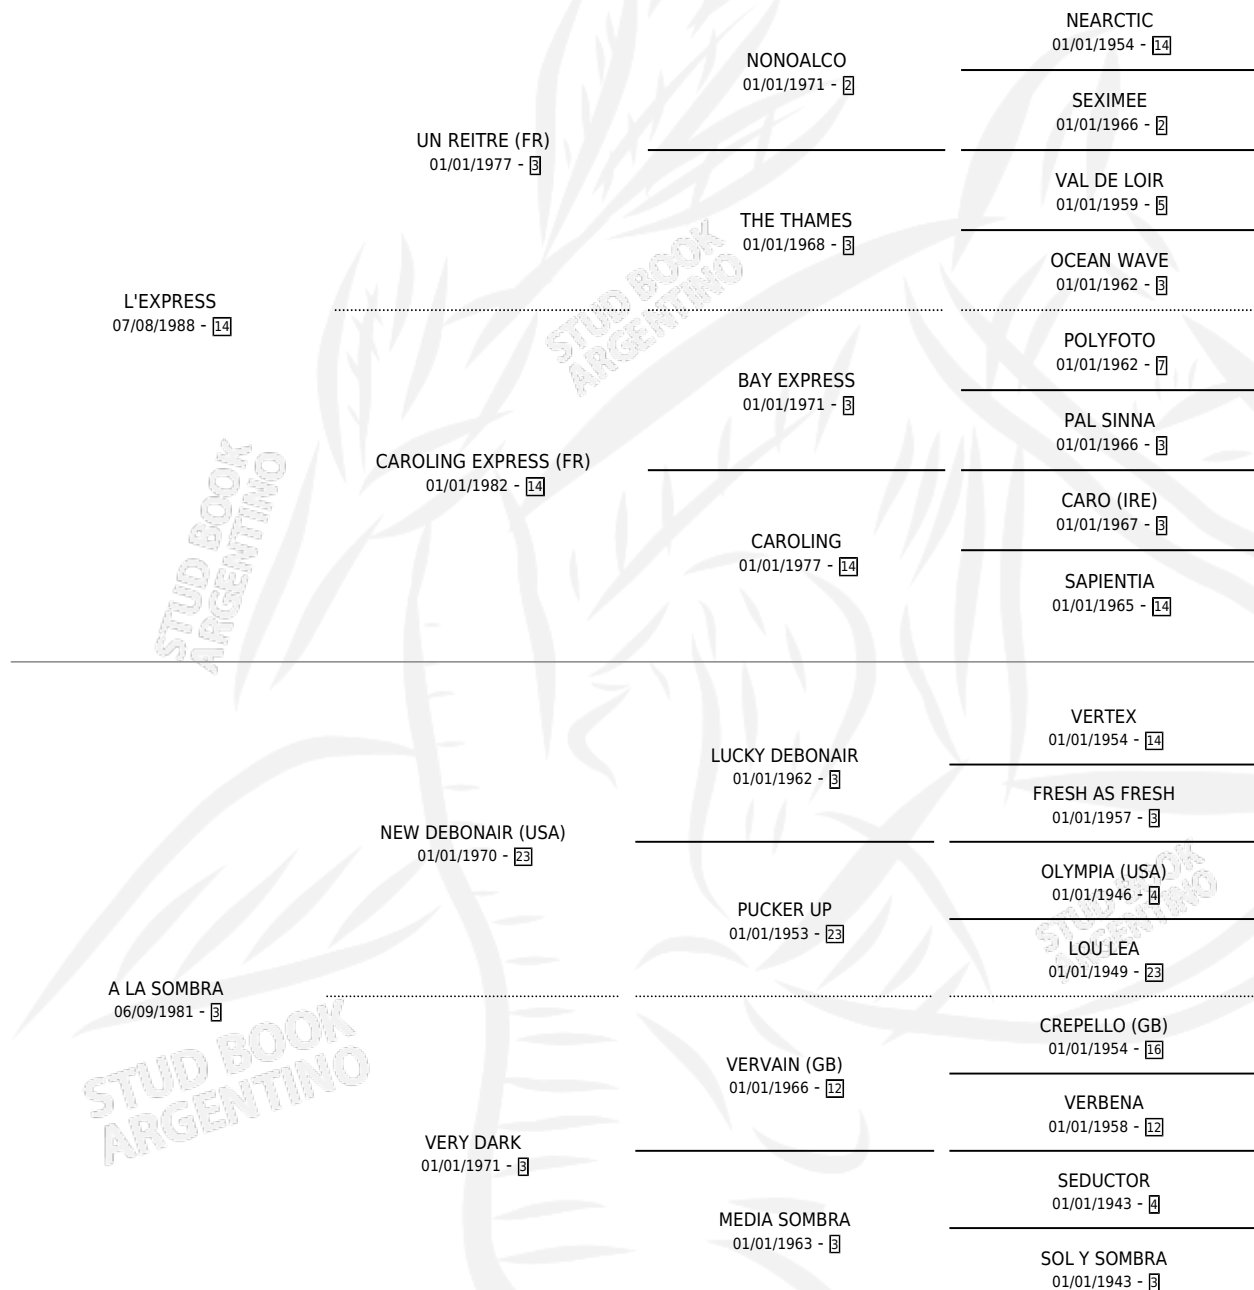 NEARCTIC
01/01/1954 - 14
NONOALCO
01/01/1971 - 2
SEXIMEE
01/01/1966 - 2
UN REITRE (FR)
01/01/1977 - 3
VAL DE LOIR
01/01/1959 - 5
THE THAMES
01/01/1968 - 3
OCEAN WAVE
01/01/1962 - 3
L'EXPRESS
07/08/1988 - 14
POLYFOTO
01/01/1962 - 7
BAY EXPRESS
01/01/1971 - 3
PAL SINNA
01/01/1966 - 3
CAROLING EXPRESS (FR)
01/01/1982 - 14
CARO (IRE)
01/01/1967 - 3
CAROLING
01/01/1977 - 14
SAPIENTIA
01/01/1965 - 14
VERTEX
01/01/1954 - 14
LUCKY DEBONAIR
01/01/1962 - 3
FRESH AS FRESH
01/01/1957 - 3
NEW DEBONAIR (USA)
01/01/1970 - 23
OLYMPIA (USA)
01/01/1946 - 4
PUCKER UP
01/01/1953 - 23
LOU LEA
01/01/1949 - 23
A LA SOMBRA
06/09/1981 - 3
CREPELLO (GB)
01/01/1954 - 16
VERVAIN (GB)
01/01/1966 - 12
VERBENA
01/01/1958 - 12
VERY DARK
01/01/1971 - 3
SEDUCTOR
01/01/1943 - 4
MEDIA SOMBRA
01/01/1963 - 3
SOL Y SOMBRA
01/01/1943 - 3
STUD BOOK
ARGENTINO
STUD BOOK
ARGENTINO
STUD BOOK
ARGENTINO
STUD BOOK
ARGENTINO